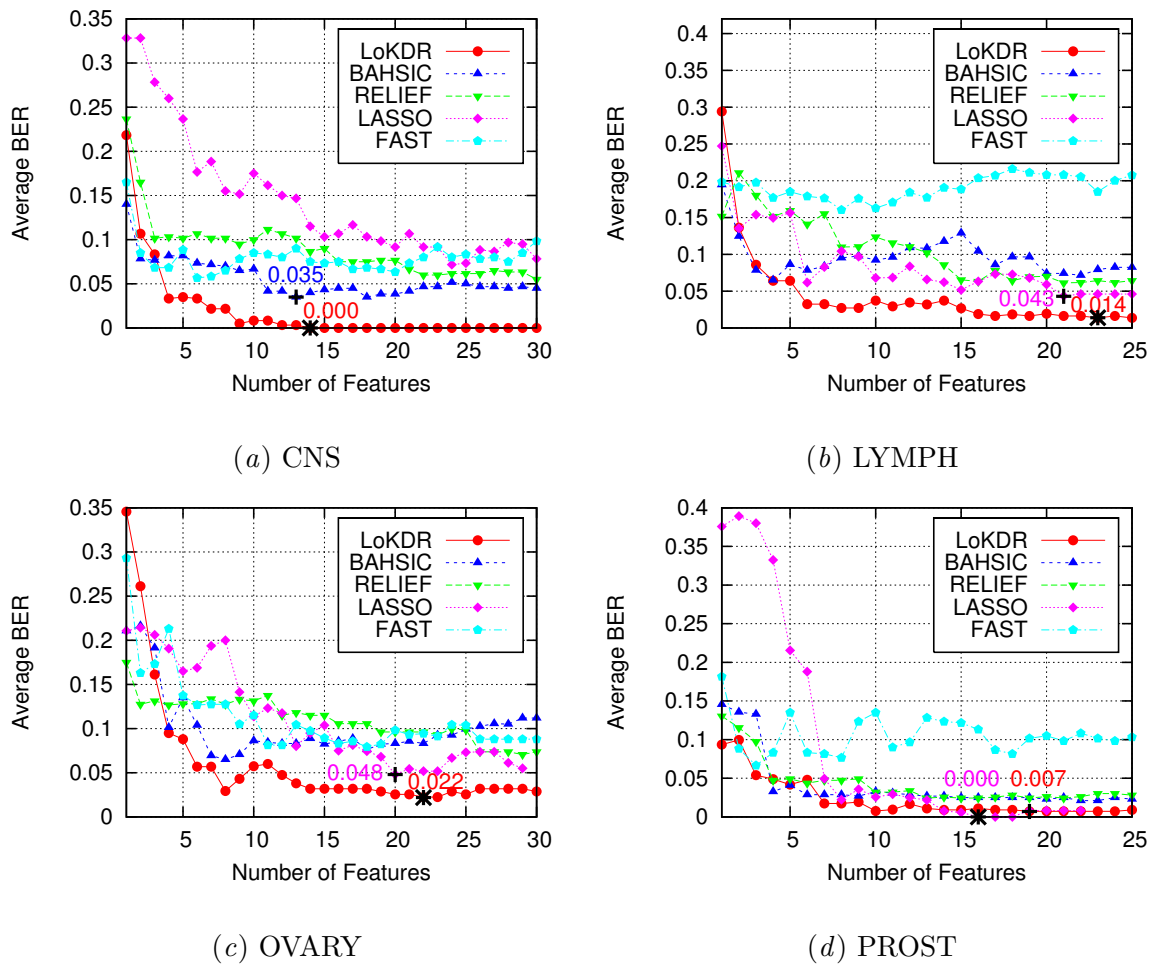 0.35
0.3
0.25
0.2
0.15
0.1
0.05
0
Average BER
LoKDR
BAHSIC
RELIEF
LASSO
FAST
0.035
0.000
5 10 15 20 25 30
Number of Features
(a) CNS
0.4
0.35
0.3
0.25
0.2
0.15
0.1
0.05
0
Average BER
LoKDR
BAHSIC
RELIEF
LASSO
FAST
0.043
0.014
5 10 15 20 25
Number of Features
(b) LYMPH
0.35
0.3
0.25
0.2
0.15
0.1
0.05
0
Average BER
LoKDR
BAHSIC
RELIEF
LASSO
FAST
0.048
0.022
5 10 15 20 25 30
Number of Features
(c) OVARY
0.4
0.35
0.3
0.25
0.2
0.15
0.1
0.05
0
Average BER
LoKDR
BAHSIC
RELIEF
LASSO
FAST
0.000 0.007
5 10 15 20 25
Number of Features
(d) PROST